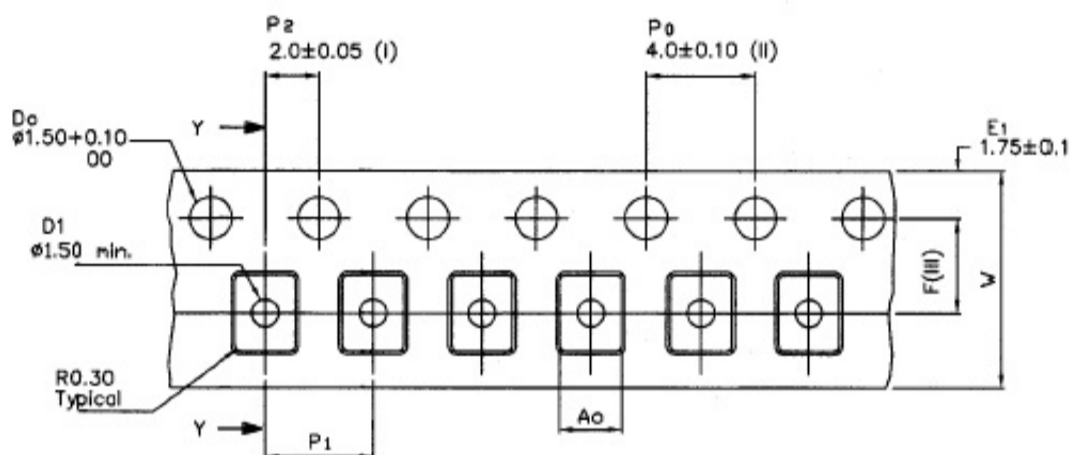 P2
2.0±0.05 (I)
P0
4.0±0.10 (II)
Do
ø1.50+0.10
00
Y
E1
1.75±0.1
D1
ø1.50 min.
F(III)
W
R0.30
Typical
Y
P1
Ao